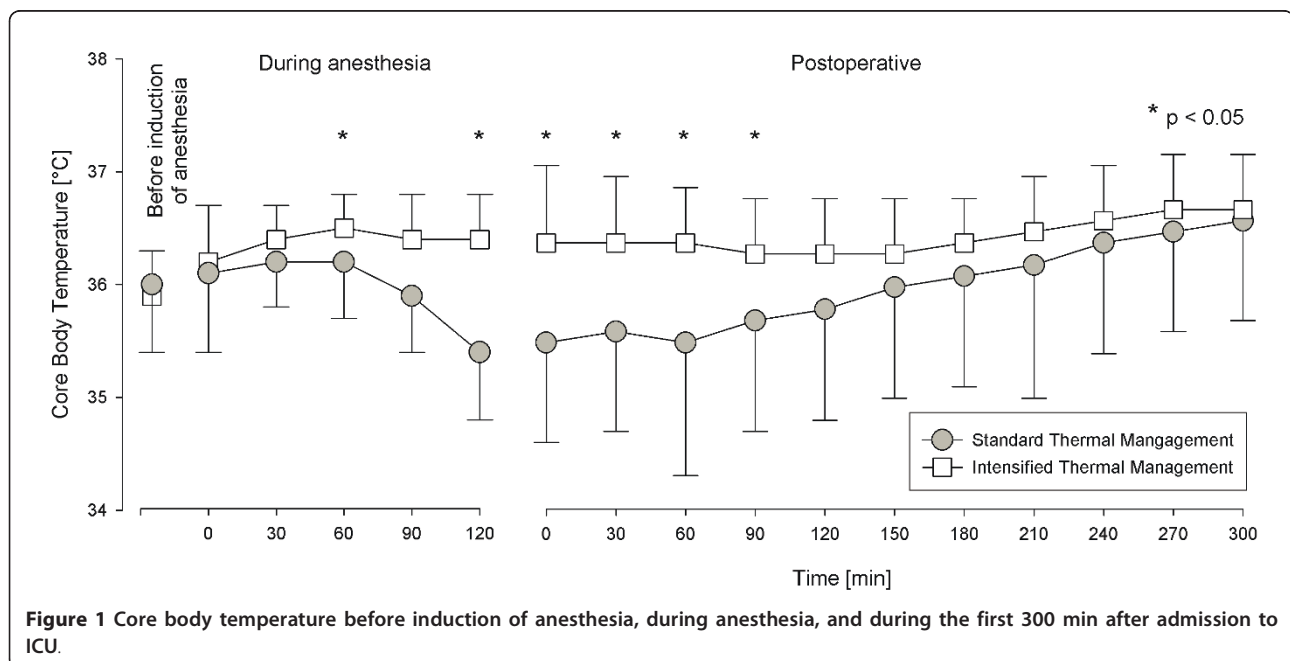 38
37
36
35
34
Core Body Temperature [°C]
Before induction
of anesthesia
During anesthesia
Postoperative
* * * * * *
* p < 0.05
Standard Thermal Mangagement
Intensified Thermal Management
0 30 60 90 120 0 30 60 90 120 150 180 210 240 270 300
Time [min]
Figure 1 Core body temperature before induction of anesthesia, during anesthesia, and during the first 300 min after admission to
ICU.